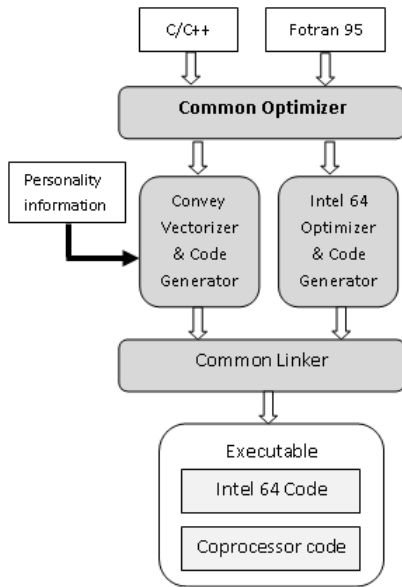 C/C++
Fotran 95
Common Optimizer
Personality
information
Convey
Vectorizer
& Code
Generator
Intel 64
Optimizer
& Code
Generator
Common Linker
Executable
Intel 64 Code
Coprocessor code